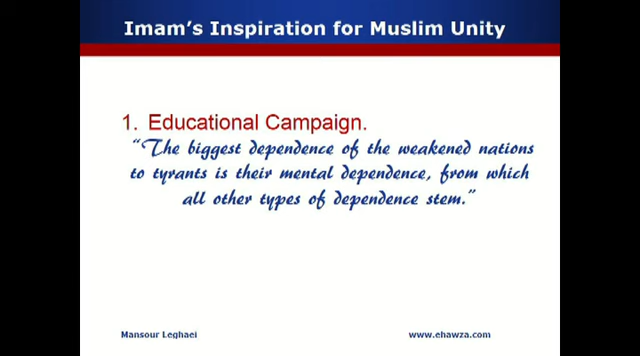 Imam's Inspiration for Muslim Unity
1. Educational Campaign.
"The biggest dependence of the weakened nations
to tyrants is their mental dependence, from which
all other types of dependence stem."
Mansour Leghaei
www.ehawza.com